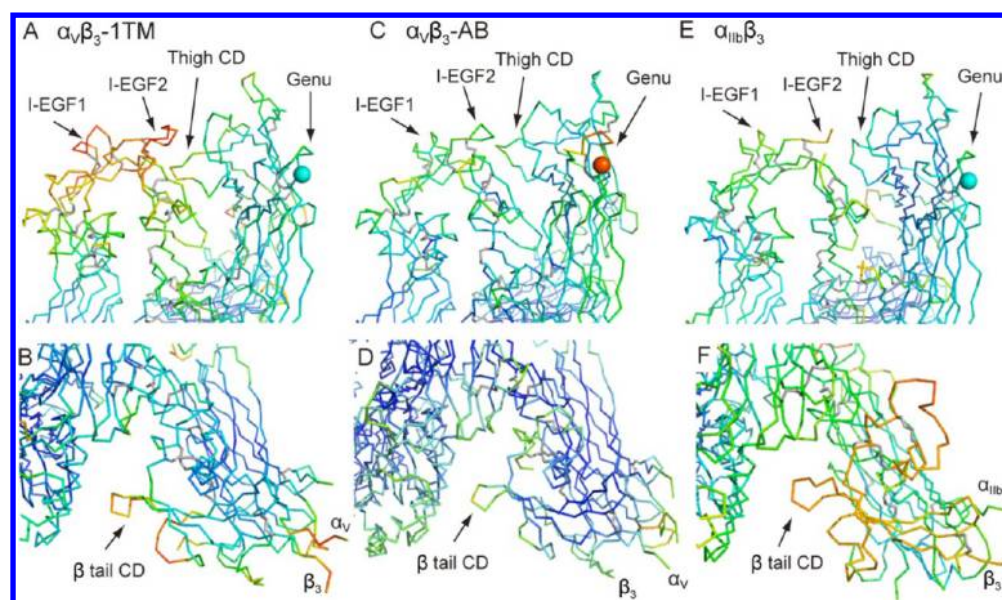 A αVβ3-1TM
Thigh CD
I-EGF2
I-EGF1
Genu
C αVβ3-AB
Thigh CD
I-EGF2
I-EGF1
Genu
E αIIbβ3
Thigh CD
I-EGF2
I-EGF1
Genu
B
β tail CD
αV
β3
D
β tail CD
αV
β3
F
β tail CD
αIIb
β3